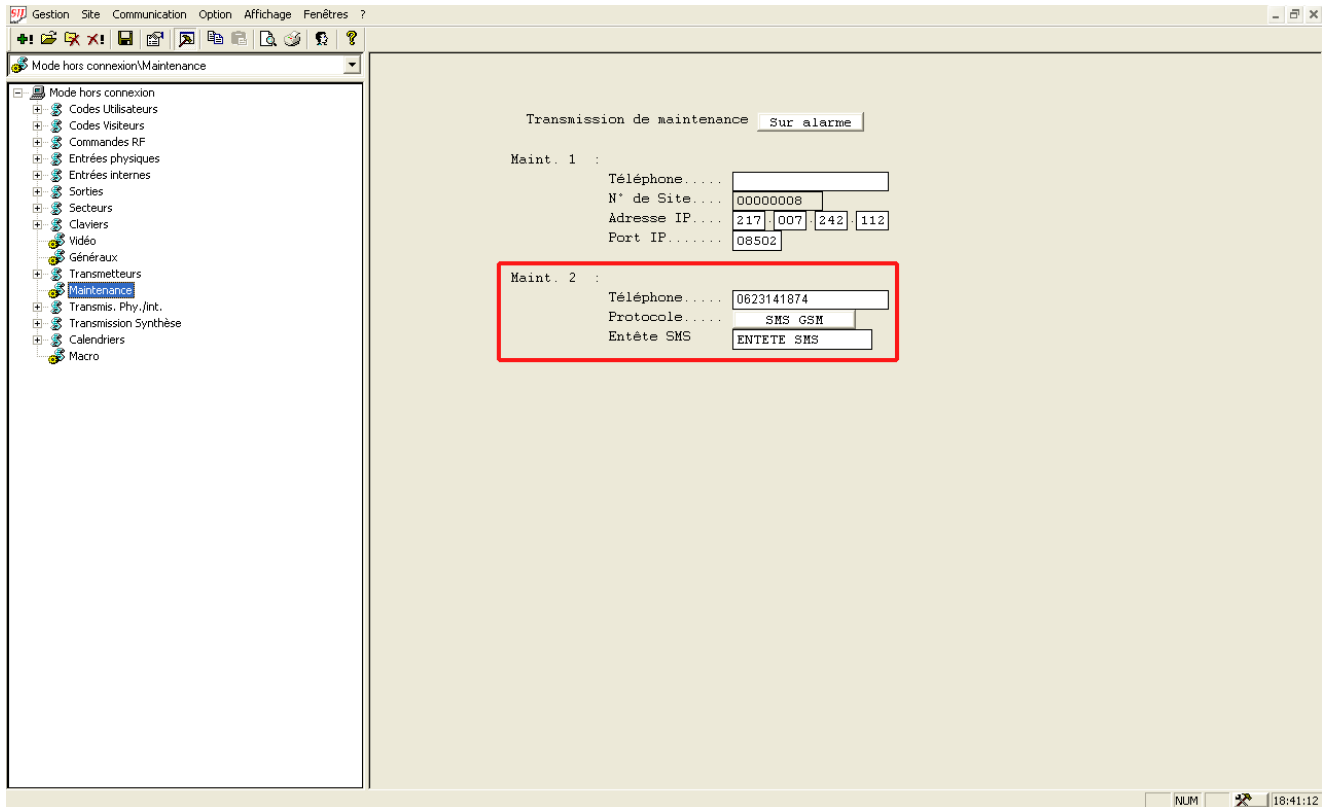 SIJ Gestion Site Communication Option Affichage Fenêtres ?
Mode hors connexion\Maintenance
Mode hors connexion
Codes Utilisateurs
Codes Visiteurs
Commandes RF
Entrées physiques
Entrées internes
Sorties
Secteurs
Claviers
Vidéo
Généraux
Transmetteurs
Maintenance
Transmis. Phy./int.
Transmission Synthèse
Calendriers
Macro
Transmission de maintenance Sur alarme
Maint. 1 :
Téléphone.....
N° de Site.... 00000008
Adresse IP.... 217.007.242.112
Port IP....... 08502
Maint. 2 :
Téléphone..... 0623141874
Protocole..... SMS GSM
Entête SMS ENTETE SMS
NUM 18:41:12